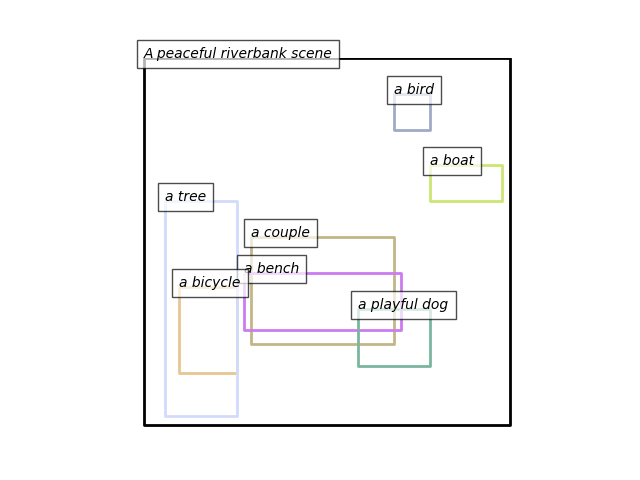 A peaceful riverbank scene
a bird
a boat
a tree
a couple
a bench
a bicycle
a playful dog